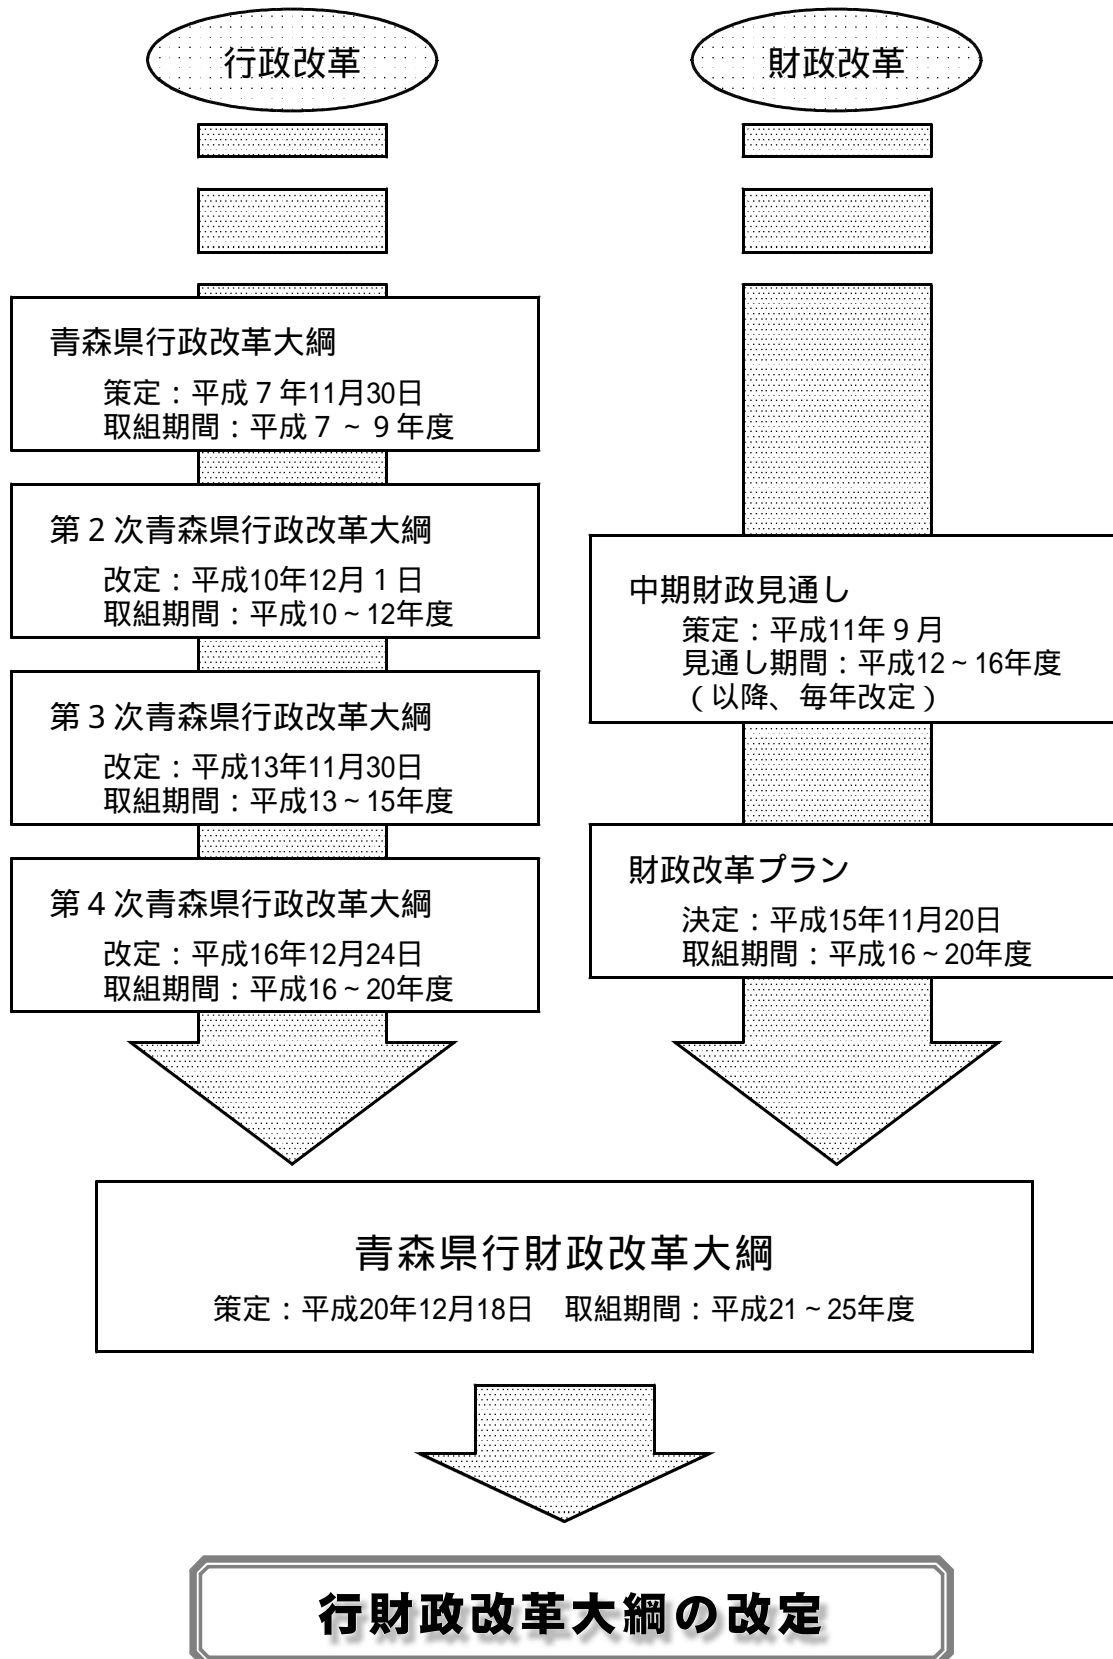 行政改革
財政改革
青森県行政改革大綱
策定：平成７年11月30日
取組期間：平成７～９年度
第２次青森県行政改革大綱
改定：平成10年12月１日
取組期間：平成10～12年度
第３次青森県行政改革大綱
改定：平成13年11月30日
取組期間：平成13～15年度
第４次青森県行政改革大綱
改定：平成16年12月24日
取組期間：平成16～20年度
中期財政見通し
策定：平成11年９月
見通し期間：平成12～16年度
（以降、毎年改定）
財政改革プラン
決定：平成15年11月20日
取組期間：平成16～20年度
青森県行財政改革大綱
策定：平成20年12月18日　取組期間：平成21～25年度
行財政改革大綱の改定